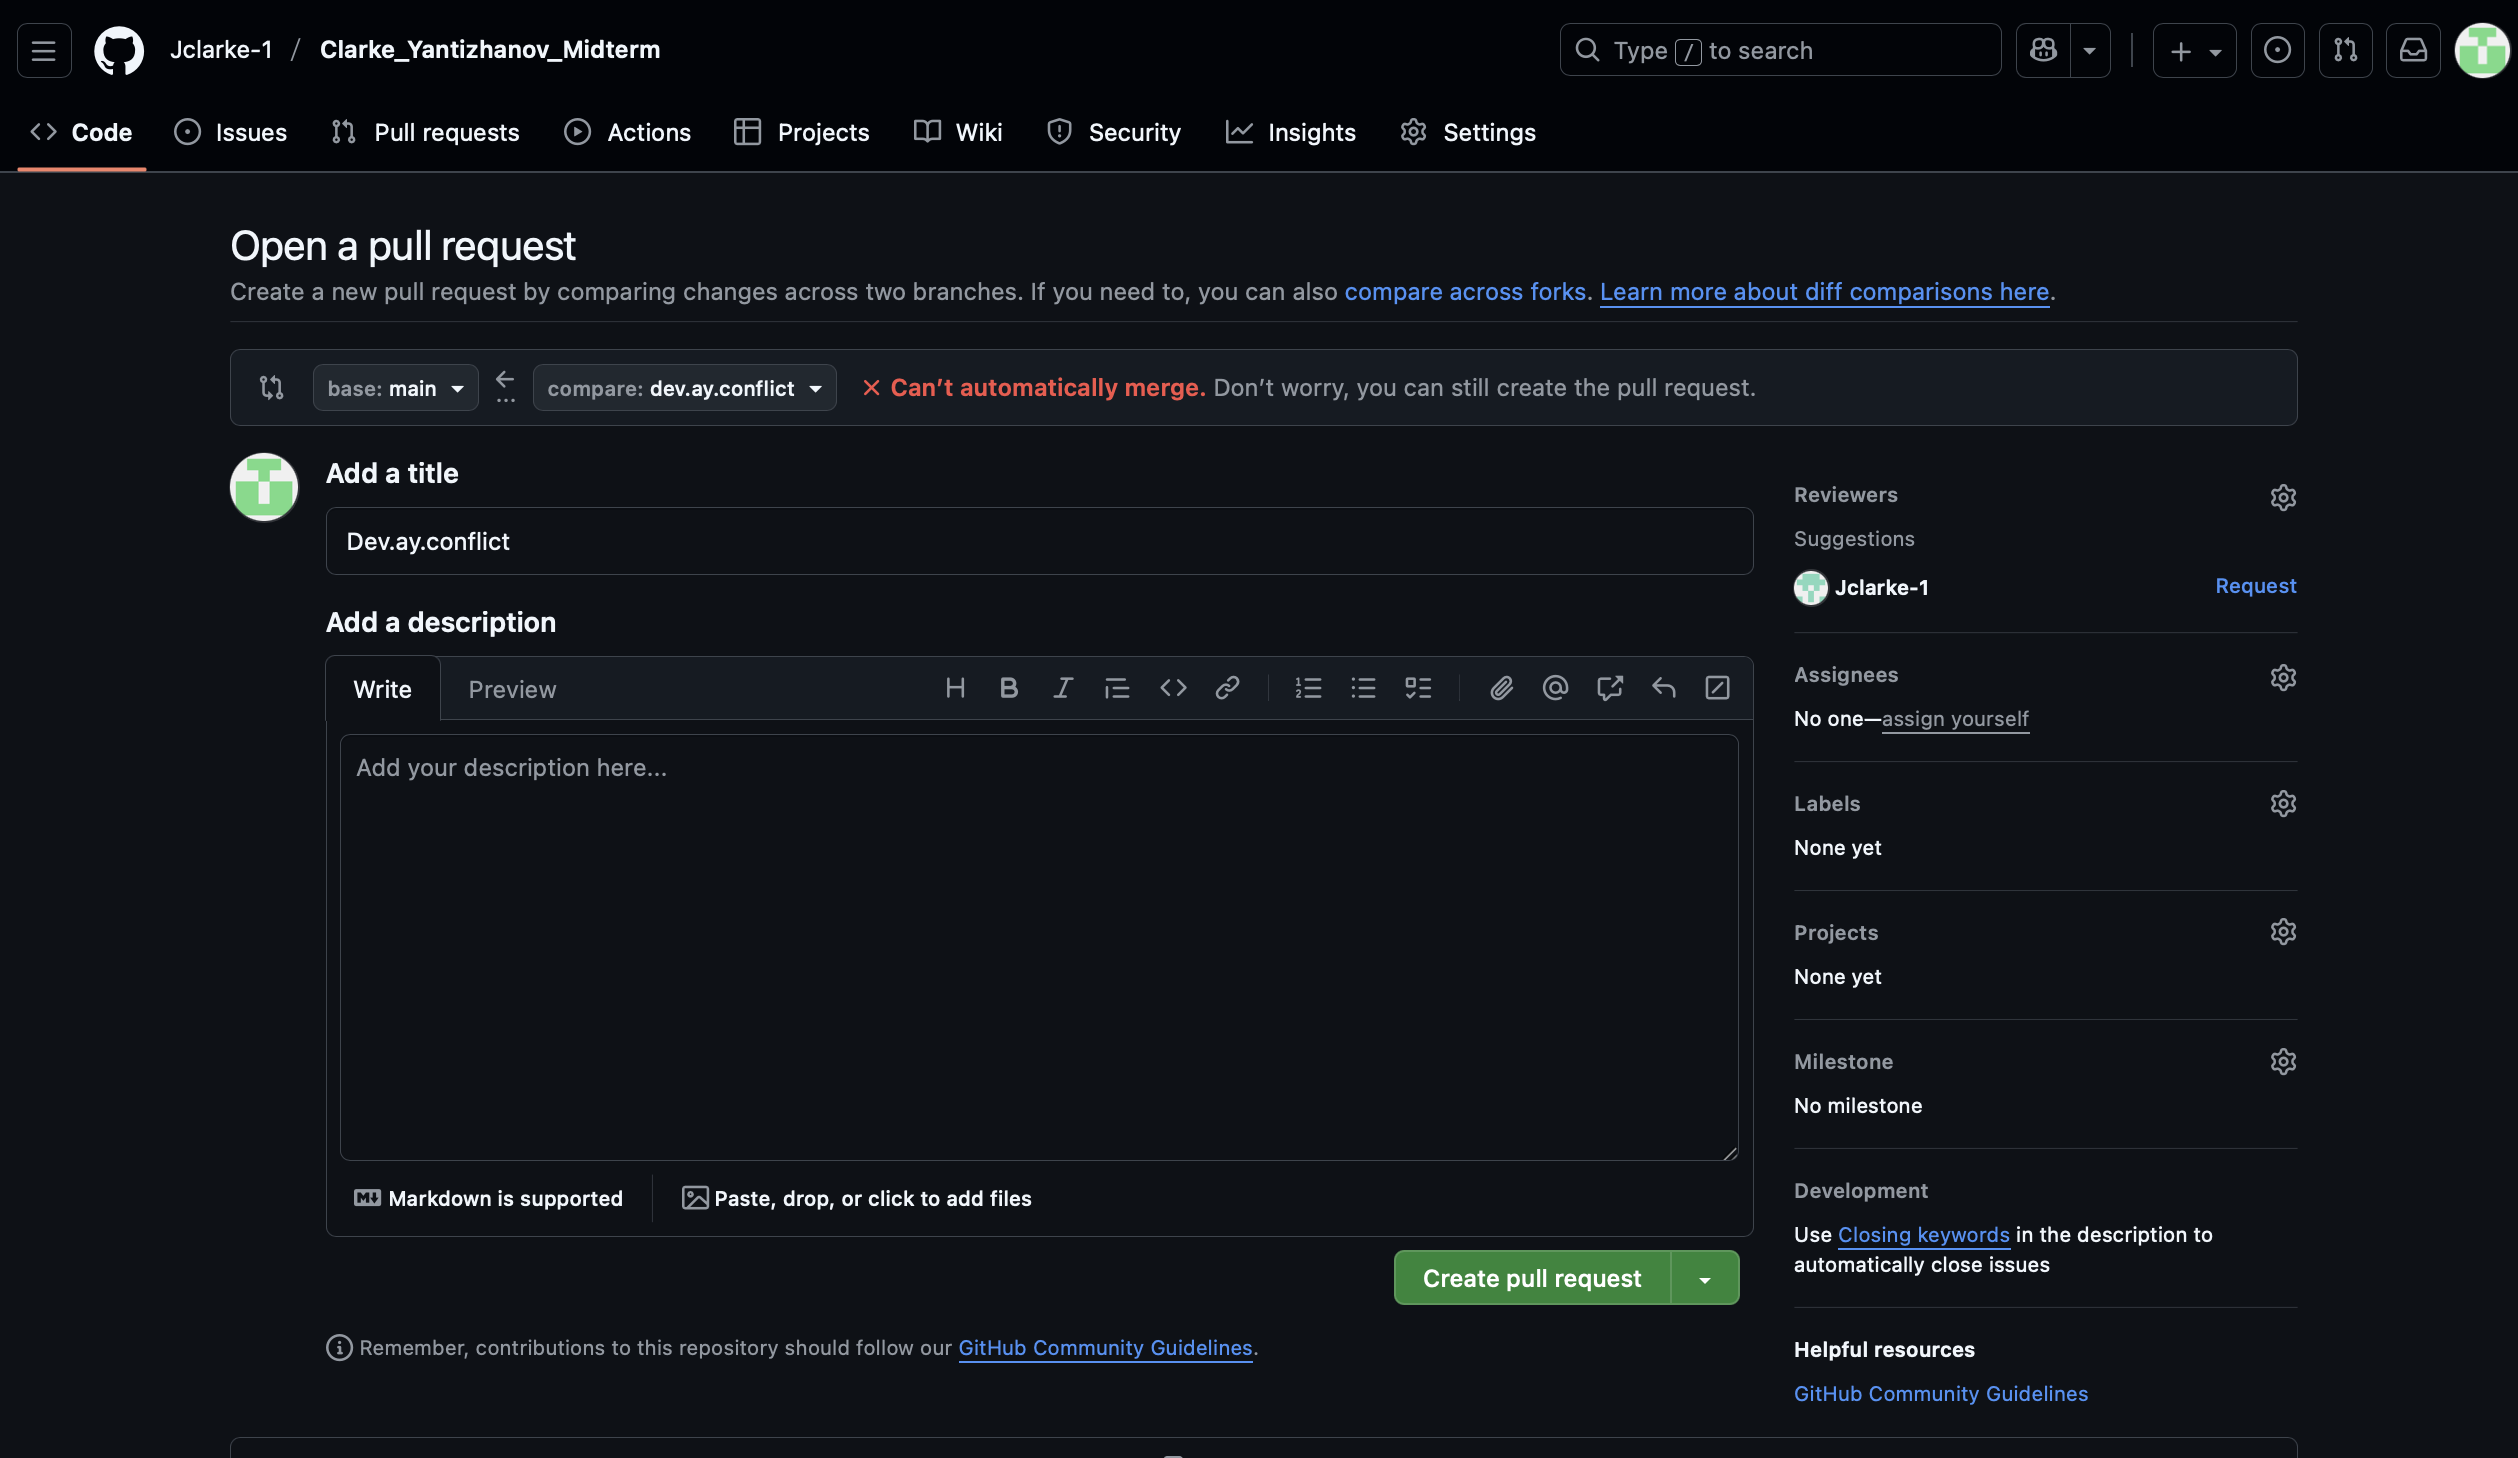 Jclarke-1 / Clarke_Yantizhanov_Midterm
Type / to search
Code Issues Pull requests Actions Projects Wiki Security Insights Settings
Open a pull request
Create a new pull request by comparing changes across two branches. If you need to, you can also compare across forks. Learn more about diff comparisons here.
base: main ← ... compare: dev.ay.conflict Can’t automatically merge. Don’t worry, you can still create the pull request.
Add a title
Dev.ay.conflict
Add a description
Write Preview
Add your description here...
Markdown is supported
Paste, drop, or click to add files
Create pull request
Remember, contributions to this repository should follow our GitHub Community Guidelines.
Reviewers
Suggestions
Jclarke-1 Request
Assignees
No one—assign yourself
Labels
None yet
Projects
None yet
Milestone
No milestone
Development
Use Closing keywords in the description to
automatically close issues
Helpful resources
GitHub Community Guidelines